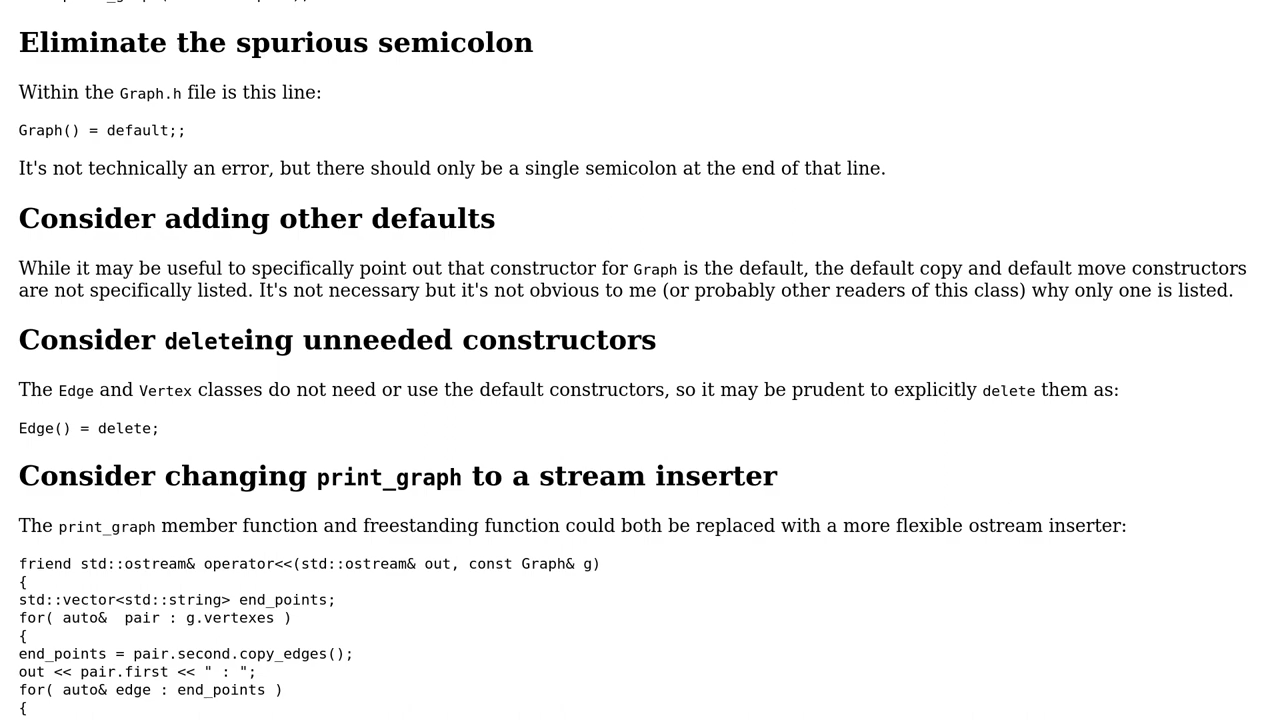 Eliminate the spurious semicolon
Within the Graph.h file is this line:
Graph() = default;;
It's not technically an error, but there should only be a single semicolon at the end of that line.
Consider adding other defaults
While it may be useful to specifically point out that constructor for Graph is the default, the default copy and default move constructors
are not specifically listed. It's not necessary but it's not obvious to me (or probably other readers of this class) why only one is listed.
Consider deleteing unneeded constructors
The Edge and Vertex classes do not need or use the default constructors, so it may be prudent to explicitly delete them as:
Edge() = delete;
Consider changing print_graph to a stream inserter
The print_graph member function and freestanding function could both be replaced with a more flexible ostream inserter:
friend std::ostream& operator<<(std::ostream& out, const Graph& g)
{
std::vector<std::string> end_points;
for( auto&  pair : g.vertexes )
{
end_points = pair.second.copy_edges();
out << pair.first << " : ";
for( auto& edge : end_points )
{